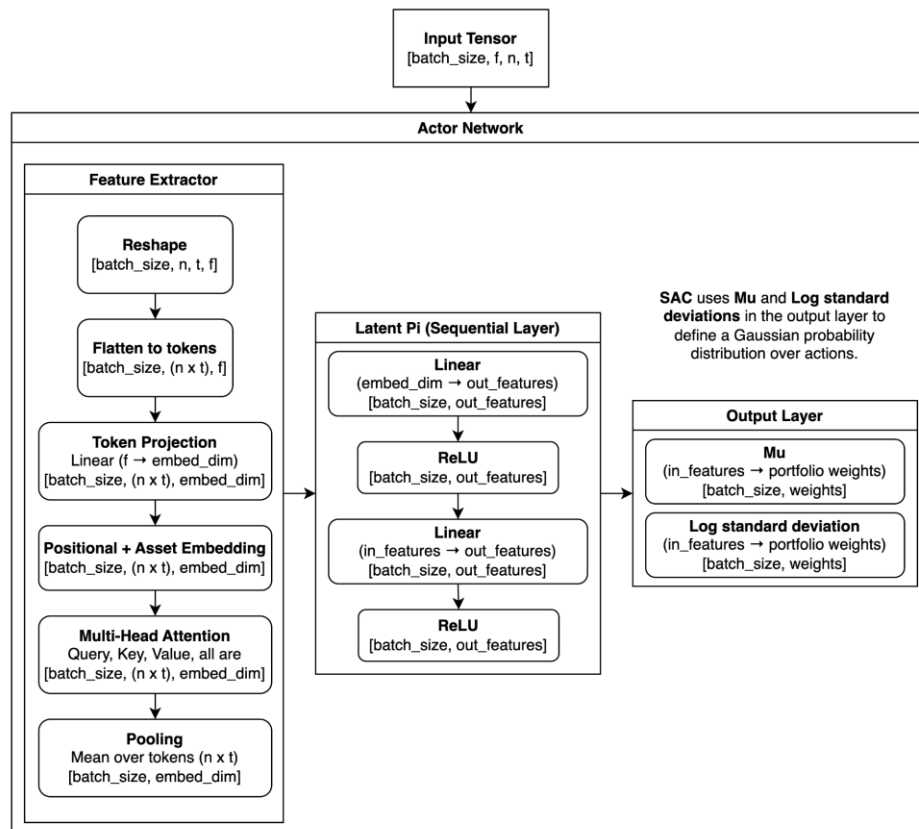 Input Tensor
[batch_size, f, n, t]
Actor Network
Feature Extractor
Reshape
[batch_size, n, t, f]
Flatten to tokens
[batch_size, (n x t), f]
Token Projection
Linear (f → embed_dim)
[batch_size, (n x t), embed_dim]
Positional + Asset Embedding
[batch_size, (n x t), embed_dim]
Multi-Head Attention
Query, Key, Value, all are
[batch_size, (n x t), embed_dim]
Pooling
Mean over tokens (n x t)
[batch_size, embed_dim]
Latent Pi (Sequential Layer)
Linear
(embed_dim → out_features)
[batch_size, out_features]
ReLU
[batch_size, out_features]
Linear
(in_features → out_features)
[batch_size, out_features]
ReLU
[batch_size, out_features]
SAC uses Mu and Log standard
deviations in the output layer to
define a Gaussian probability
distribution over actions.
Output Layer
Mu
(in_features → portfolio weights)
[batch_size, weights]
Log standard deviation
(in_features → portfolio weights)
[batch_size, weights]